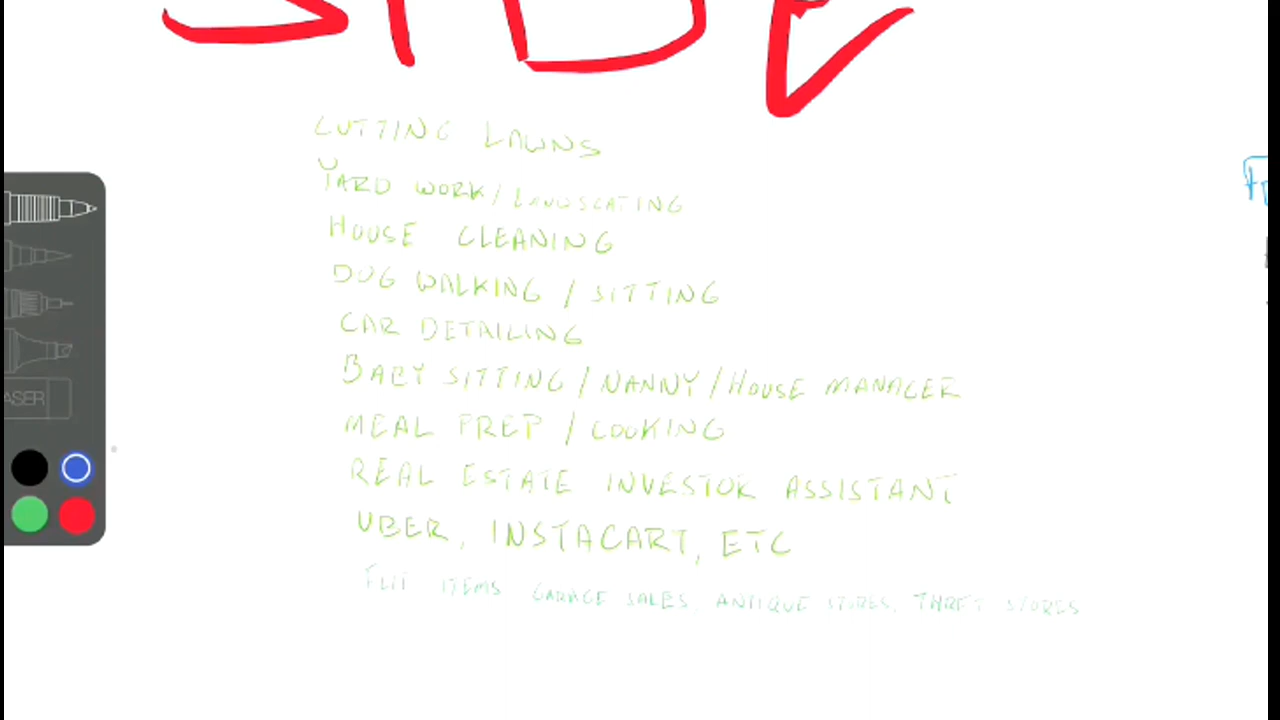 SIDE
CUTTING LAWNS
YARD WORK / LANDSCAPING
HOUSE CLEANING
DOG WALKING / SITTING
CAR DETAILING
BABY SITTING / NANNY / HOUSE MANAGER
MEAL PREP / COOKING
REAL ESTATE INVESTOR ASSISTANT
UBER, INSTACART, ETC
FLIP ITEMS GARAGE SALES, ANTIQUE STORES, THRIFT STORES